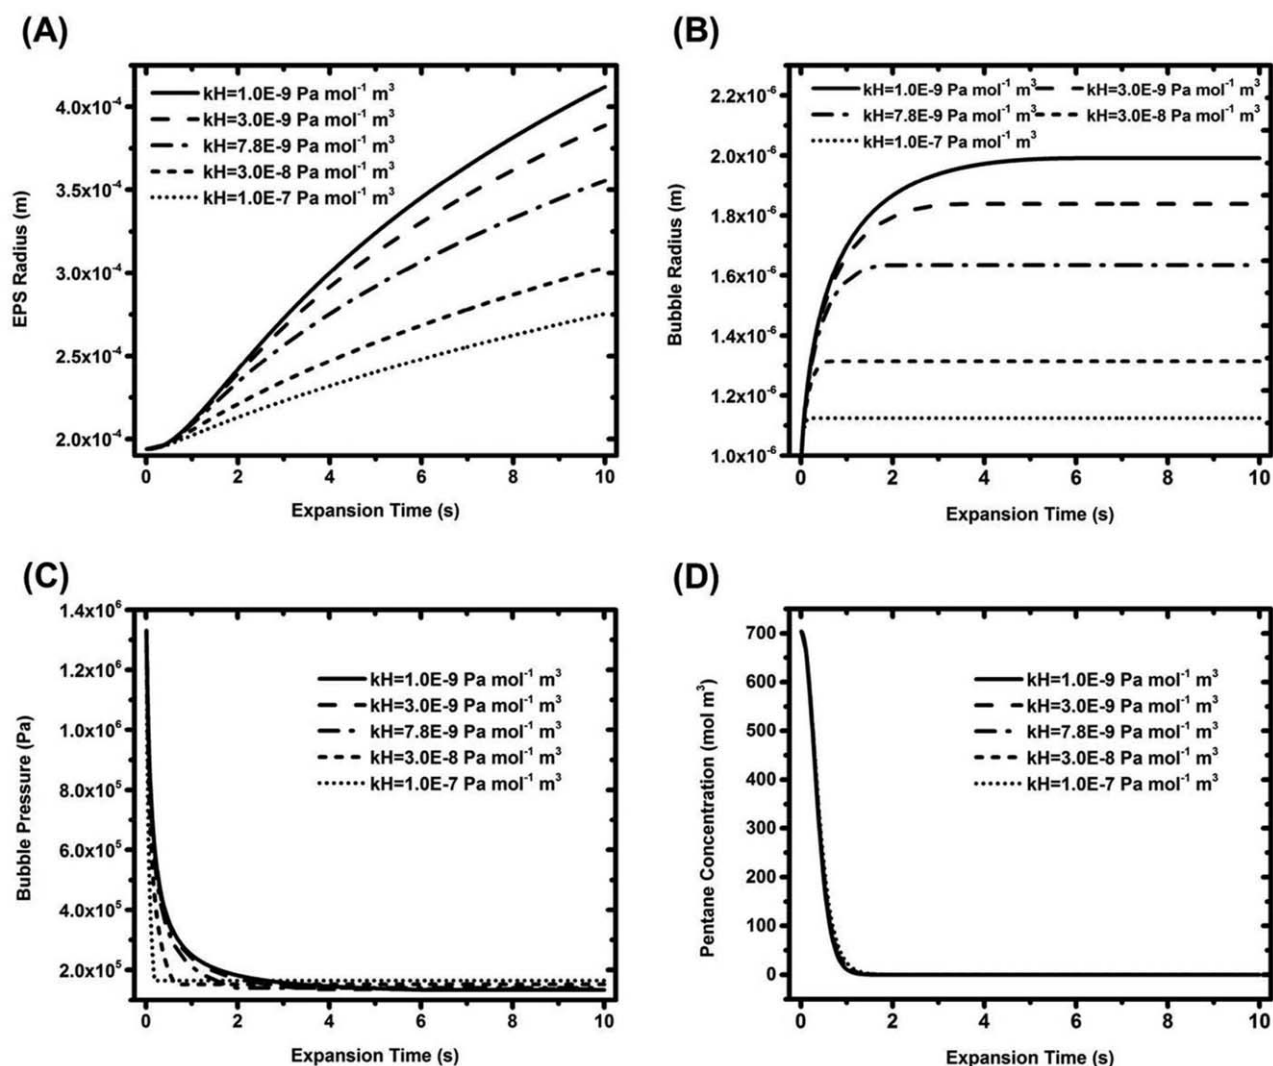 (A)
kH=1.0E-9 Pa mol⁻¹ m³
kH=3.0E-9 Pa mol⁻¹ m³
kH=7.8E-9 Pa mol⁻¹ m³
kH=3.0E-8 Pa mol⁻¹ m³
kH=1.0E-7 Pa mol⁻¹ m³
4.0x10⁻⁴
3.5x10⁻⁴
3.0x10⁻⁴
2.5x10⁻⁴
2.0x10⁻⁴
EPS Radius (m)
0 2 4 6 8 10
Expansion Time (s)
(B)
kH=1.0E-9 Pa mol⁻¹ m³ kH=3.0E-9 Pa mol⁻¹ m³
kH=7.8E-9 Pa mol⁻¹ m³ kH=3.0E-8 Pa mol⁻¹ m³
kH=1.0E-7 Pa mol⁻¹ m³
2.2x10⁻⁶
2.0x10⁻⁶
1.8x10⁻⁶
1.6x10⁻⁶
1.4x10⁻⁶
1.2x10⁻⁶
1.0x10⁻⁶
Bubble Radius (m)
0 2 4 6 8 10
Expansion Time (s)
(C)
1.4x10⁶
1.2x10⁶
1.0x10⁶
8.0x10⁵
6.0x10⁵
4.0x10⁵
2.0x10⁵
Bubble Pressure (Pa)
kH=1.0E-9 Pa mol⁻¹ m³
kH=3.0E-9 Pa mol⁻¹ m³
kH=7.8E-9 Pa mol⁻¹ m³
kH=3.0E-8 Pa mol⁻¹ m³
kH=1.0E-7 Pa mol⁻¹ m³
0 2 4 6 8 10
Expansion Time (s)
(D)
700
600
500
400
300
200
100
0
Pentane Concentration (mol m³)
kH=1.0E-9 Pa mol⁻¹ m³
kH=3.0E-9 Pa mol⁻¹ m³
kH=7.8E-9 Pa mol⁻¹ m³
kH=3.0E-8 Pa mol⁻¹ m³
kH=1.0E-7 Pa mol⁻¹ m³
0 2 4 6 8 10
Expansion Time (s)